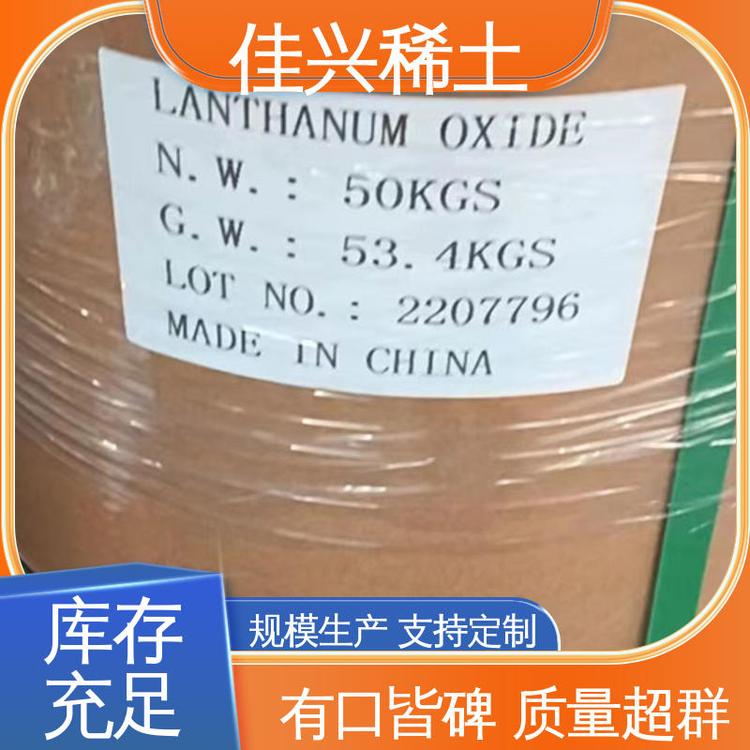 佳兴稀土
LANTHANUM OXIDE
N.W.: 50KGS
G.W.: 53.4KGS
LOT NO.: 2207796
MADE IN CHINA
库存
充足
规模生产 支持定制
有口皆碑 质量超群